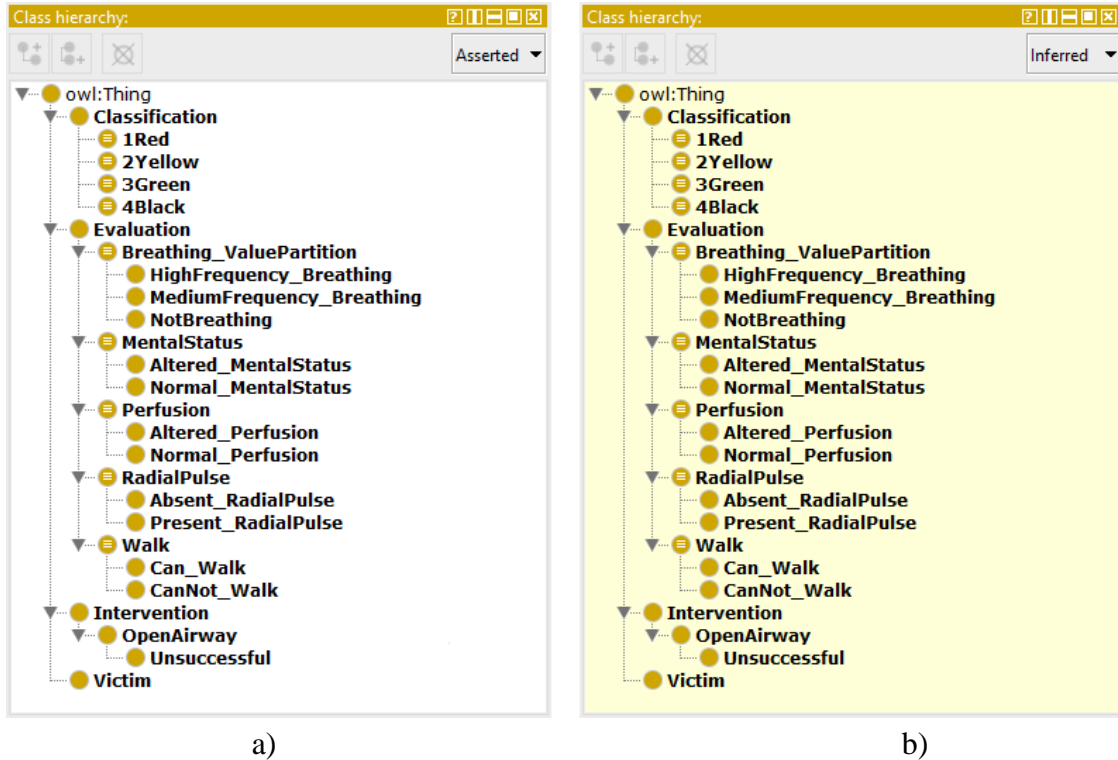 Class hierarchy:
Asserted
owl:Thing
Classification
1Red
2Yellow
3Green
4Black
Evaluation
Breathing_ValuePartition
HighFrequency_Breathing
MediumFrequency_Breathing
NotBreathing
MentalStatus
Altered_MentalStatus
Normal_MentalStatus
Perfusion
Altered_Perfusion
Normal_Perfusion
RadialPulse
Absent_RadialPulse
Present_RadialPulse
Walk
Can_Walk
CanNot_Walk
Intervention
OpenAirway
Unsuccessful
Victim
a)
Class hierarchy:
Inferred
owl:Thing
Classification
1Red
2Yellow
3Green
4Black
Evaluation
Breathing_ValuePartition
HighFrequency_Breathing
MediumFrequency_Breathing
NotBreathing
MentalStatus
Altered_MentalStatus
Normal_MentalStatus
Perfusion
Altered_Perfusion
Normal_Perfusion
RadialPulse
Absent_RadialPulse
Present_RadialPulse
Walk
Can_Walk
CanNot_Walk
Intervention
OpenAirway
Unsuccessful
Victim
b)